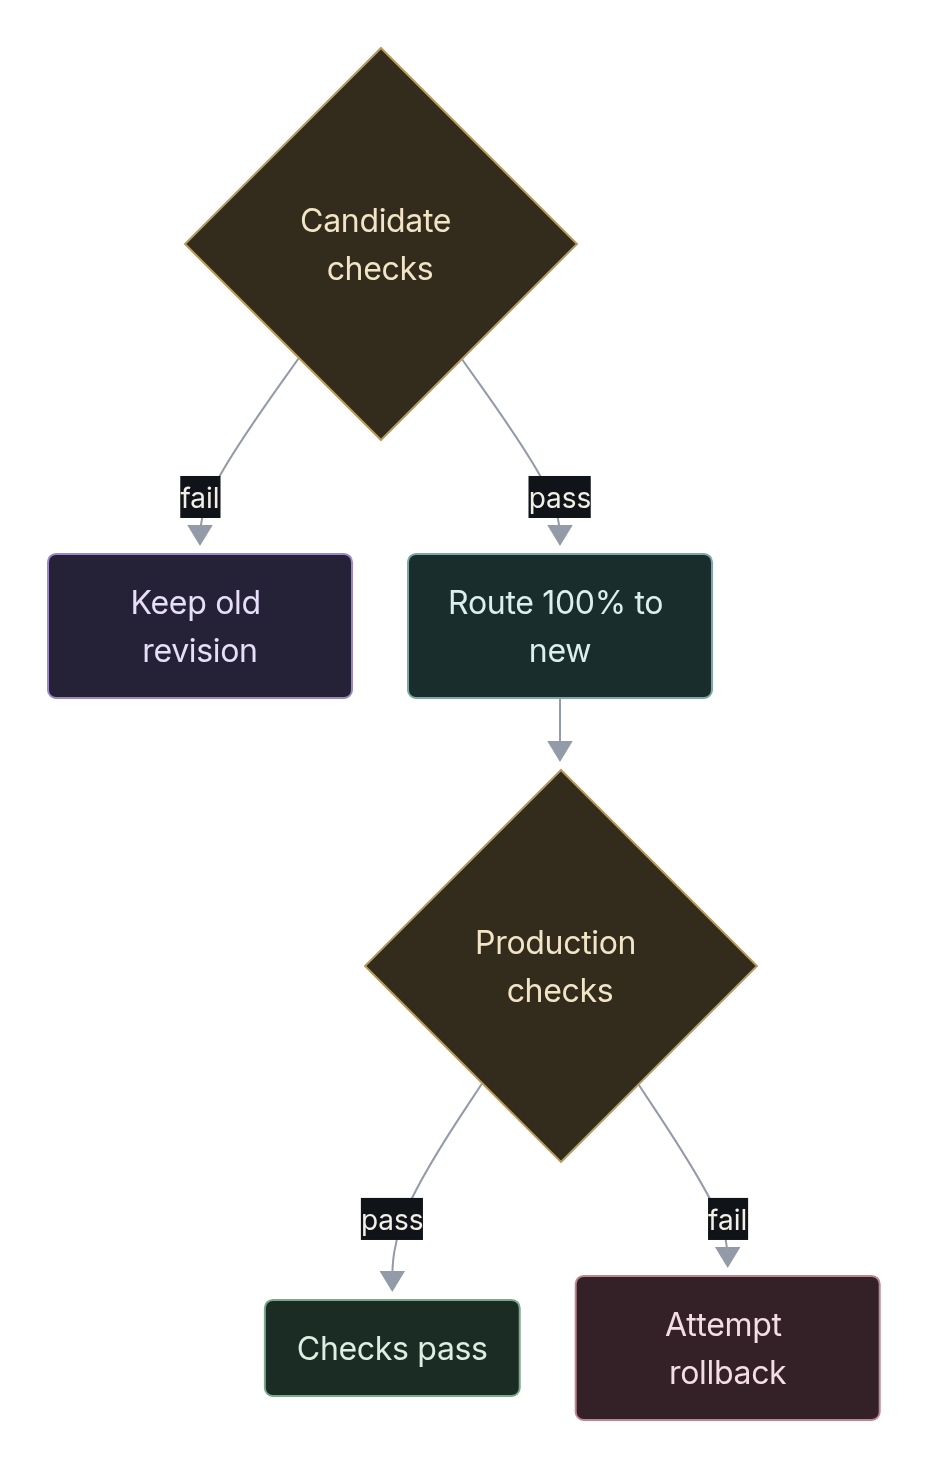 Candidate
checks
fail
pass
Keep old
revision
Route 100% to
new
Production
checks
pass
fail
Checks pass
Attempt
rollback